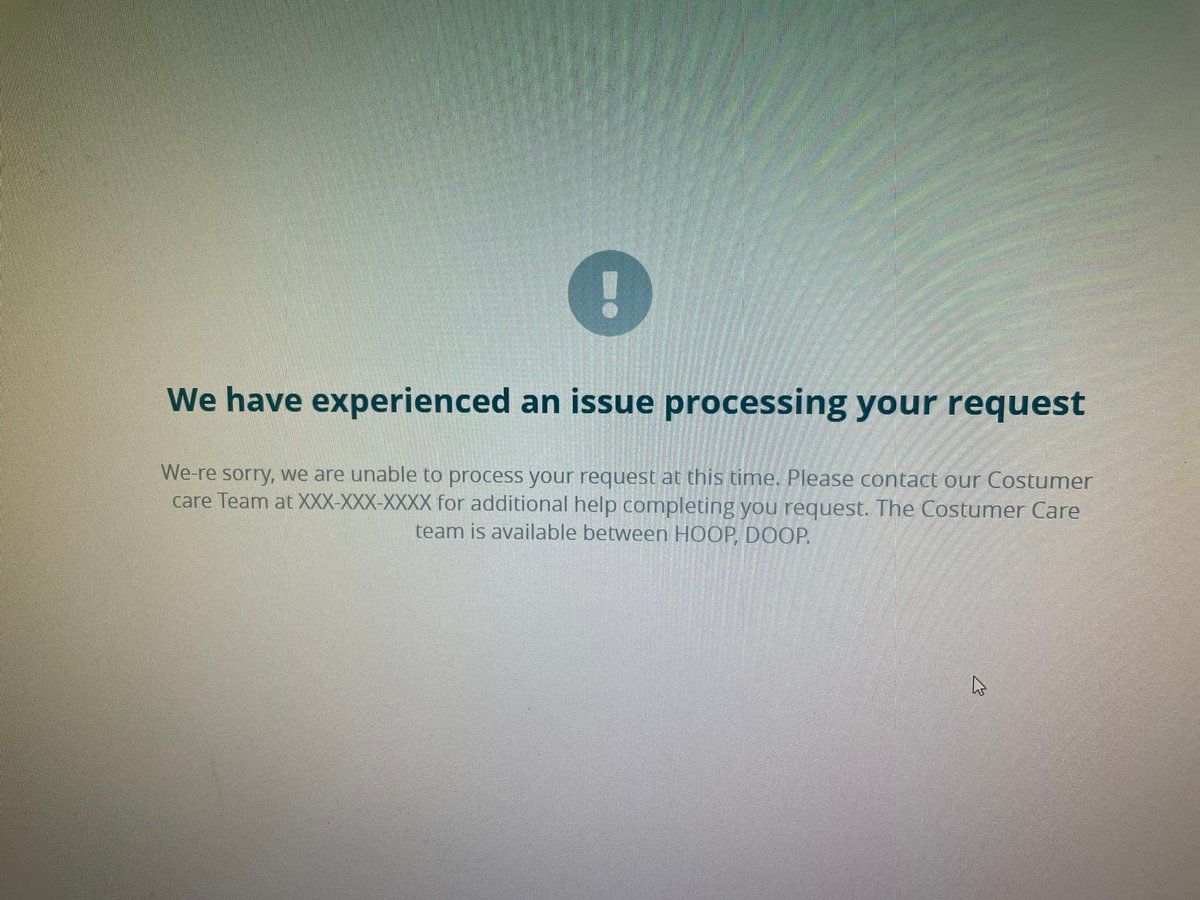 We have experienced an issue processing your request
We-re sorry, we are unable to process your request at this time. Please contact our Costumer
care Team at XXX-XXX-XXXX for additional help completing you request. The Costumer Care
team is available between HOOP, DOOP.